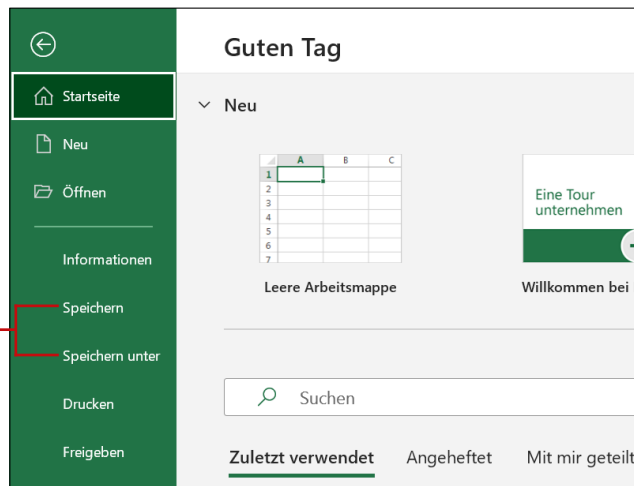 Guten Tag
Startseite
Neu
Öffnen
Informationen
Speichern
Speichern unter
Drucken
Freigeben
Neu
A B C
1
2
3
4
5
6
7
Leere Arbeitsmappe
Eine Tour
unternehmen
Willkommen bei
Suchen
Zuletzt verwendet Angeheftet Mit mir geteilt